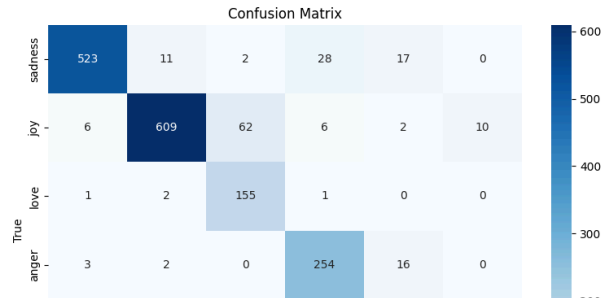 Confusion Matrix
sadness 523 11 2 28 17 0
joy 6 609 62 6 2 10
love 1 2 155 1 0 0
True
anger 3 2 0 254 16 0
600
500
400
300